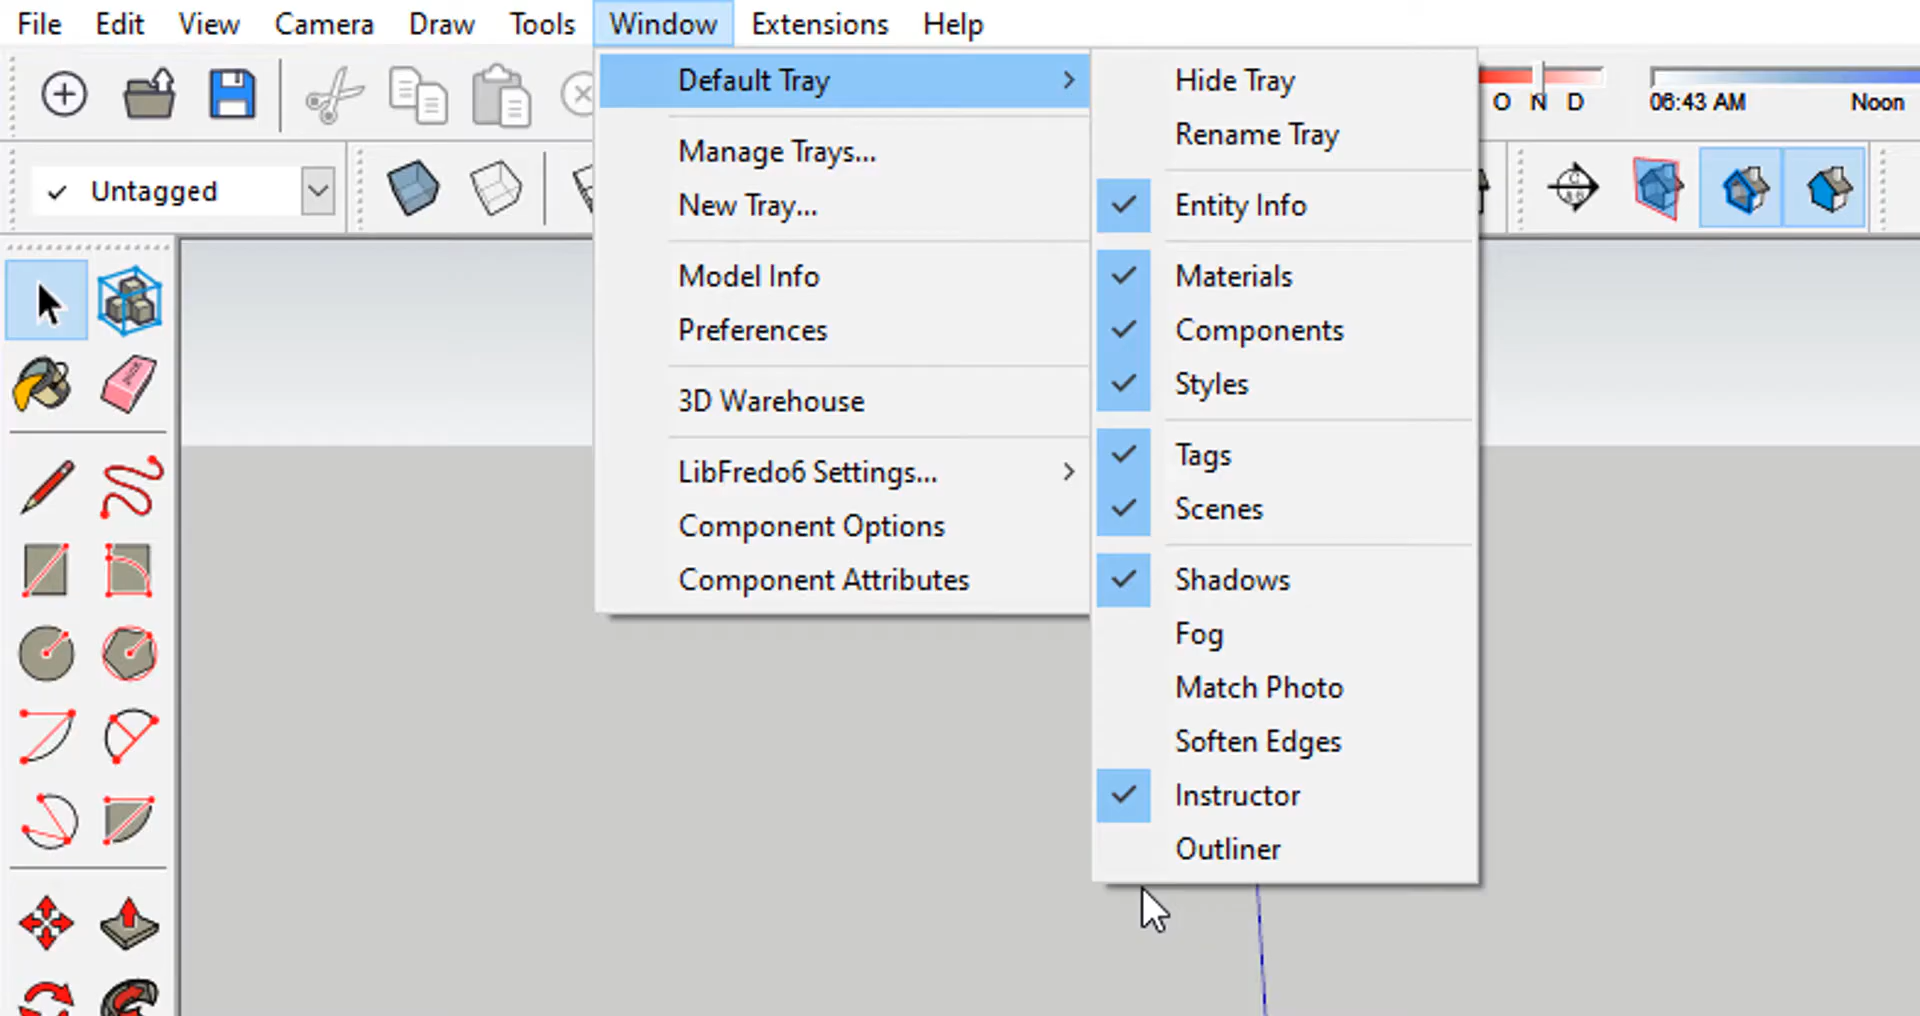 File Edit View Camera Draw Tools Window Extensions Help
Default Tray
Manage Trays...
New Tray...
Model Info
Preferences
3D Warehouse
LibFredo6 Settings...
Component Options
Component Attributes
Hide Tray
Rename Tray
Entity Info
Materials
Components
Styles
Tags
Scenes
Shadows
Fog
Match Photo
Soften Edges
Instructor
Outliner
O N D
06:43 AM Noon
Untagged